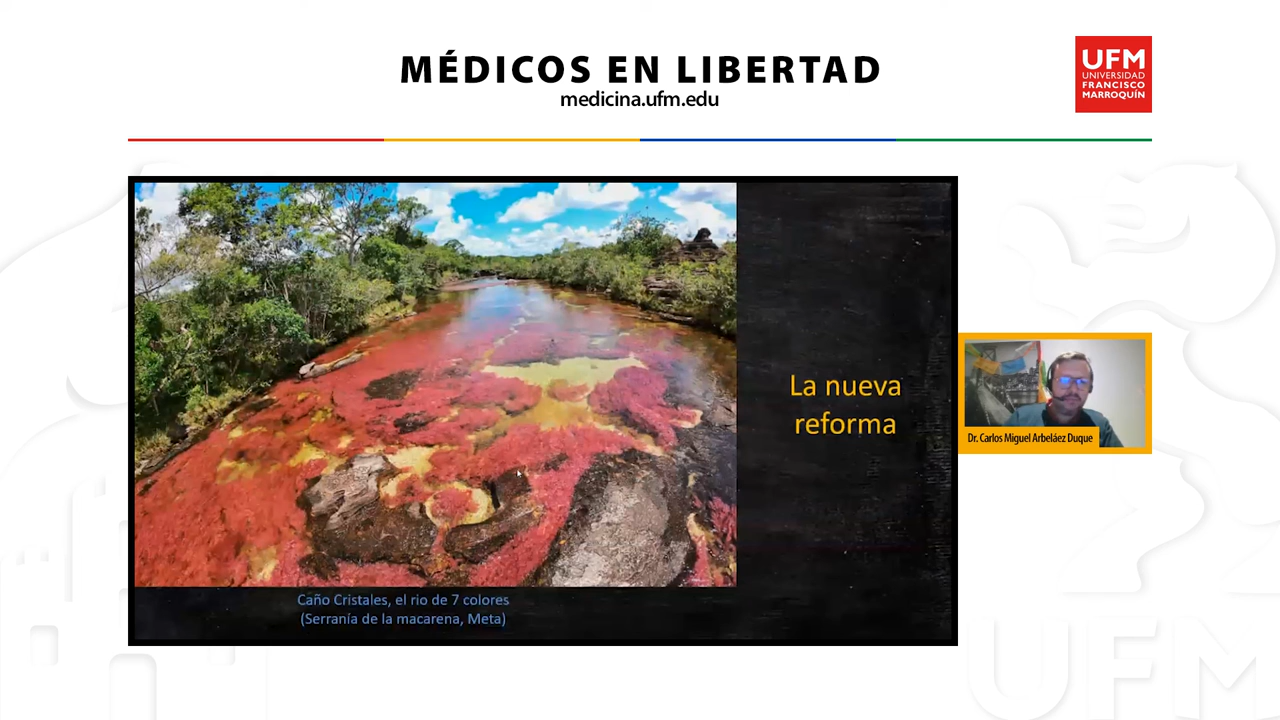 MÉDICOS EN LIBERTAD
medicina.ufm.edu
UFM
UNIVERSIDAD
FRANCISCO
MARROQUÍN
La nueva
reforma
Dr. Carlos Miguel Arbeláez Duque
Caño Cristales, el rio de 7 colores
(Serranía de la macarena, Meta)
UFM